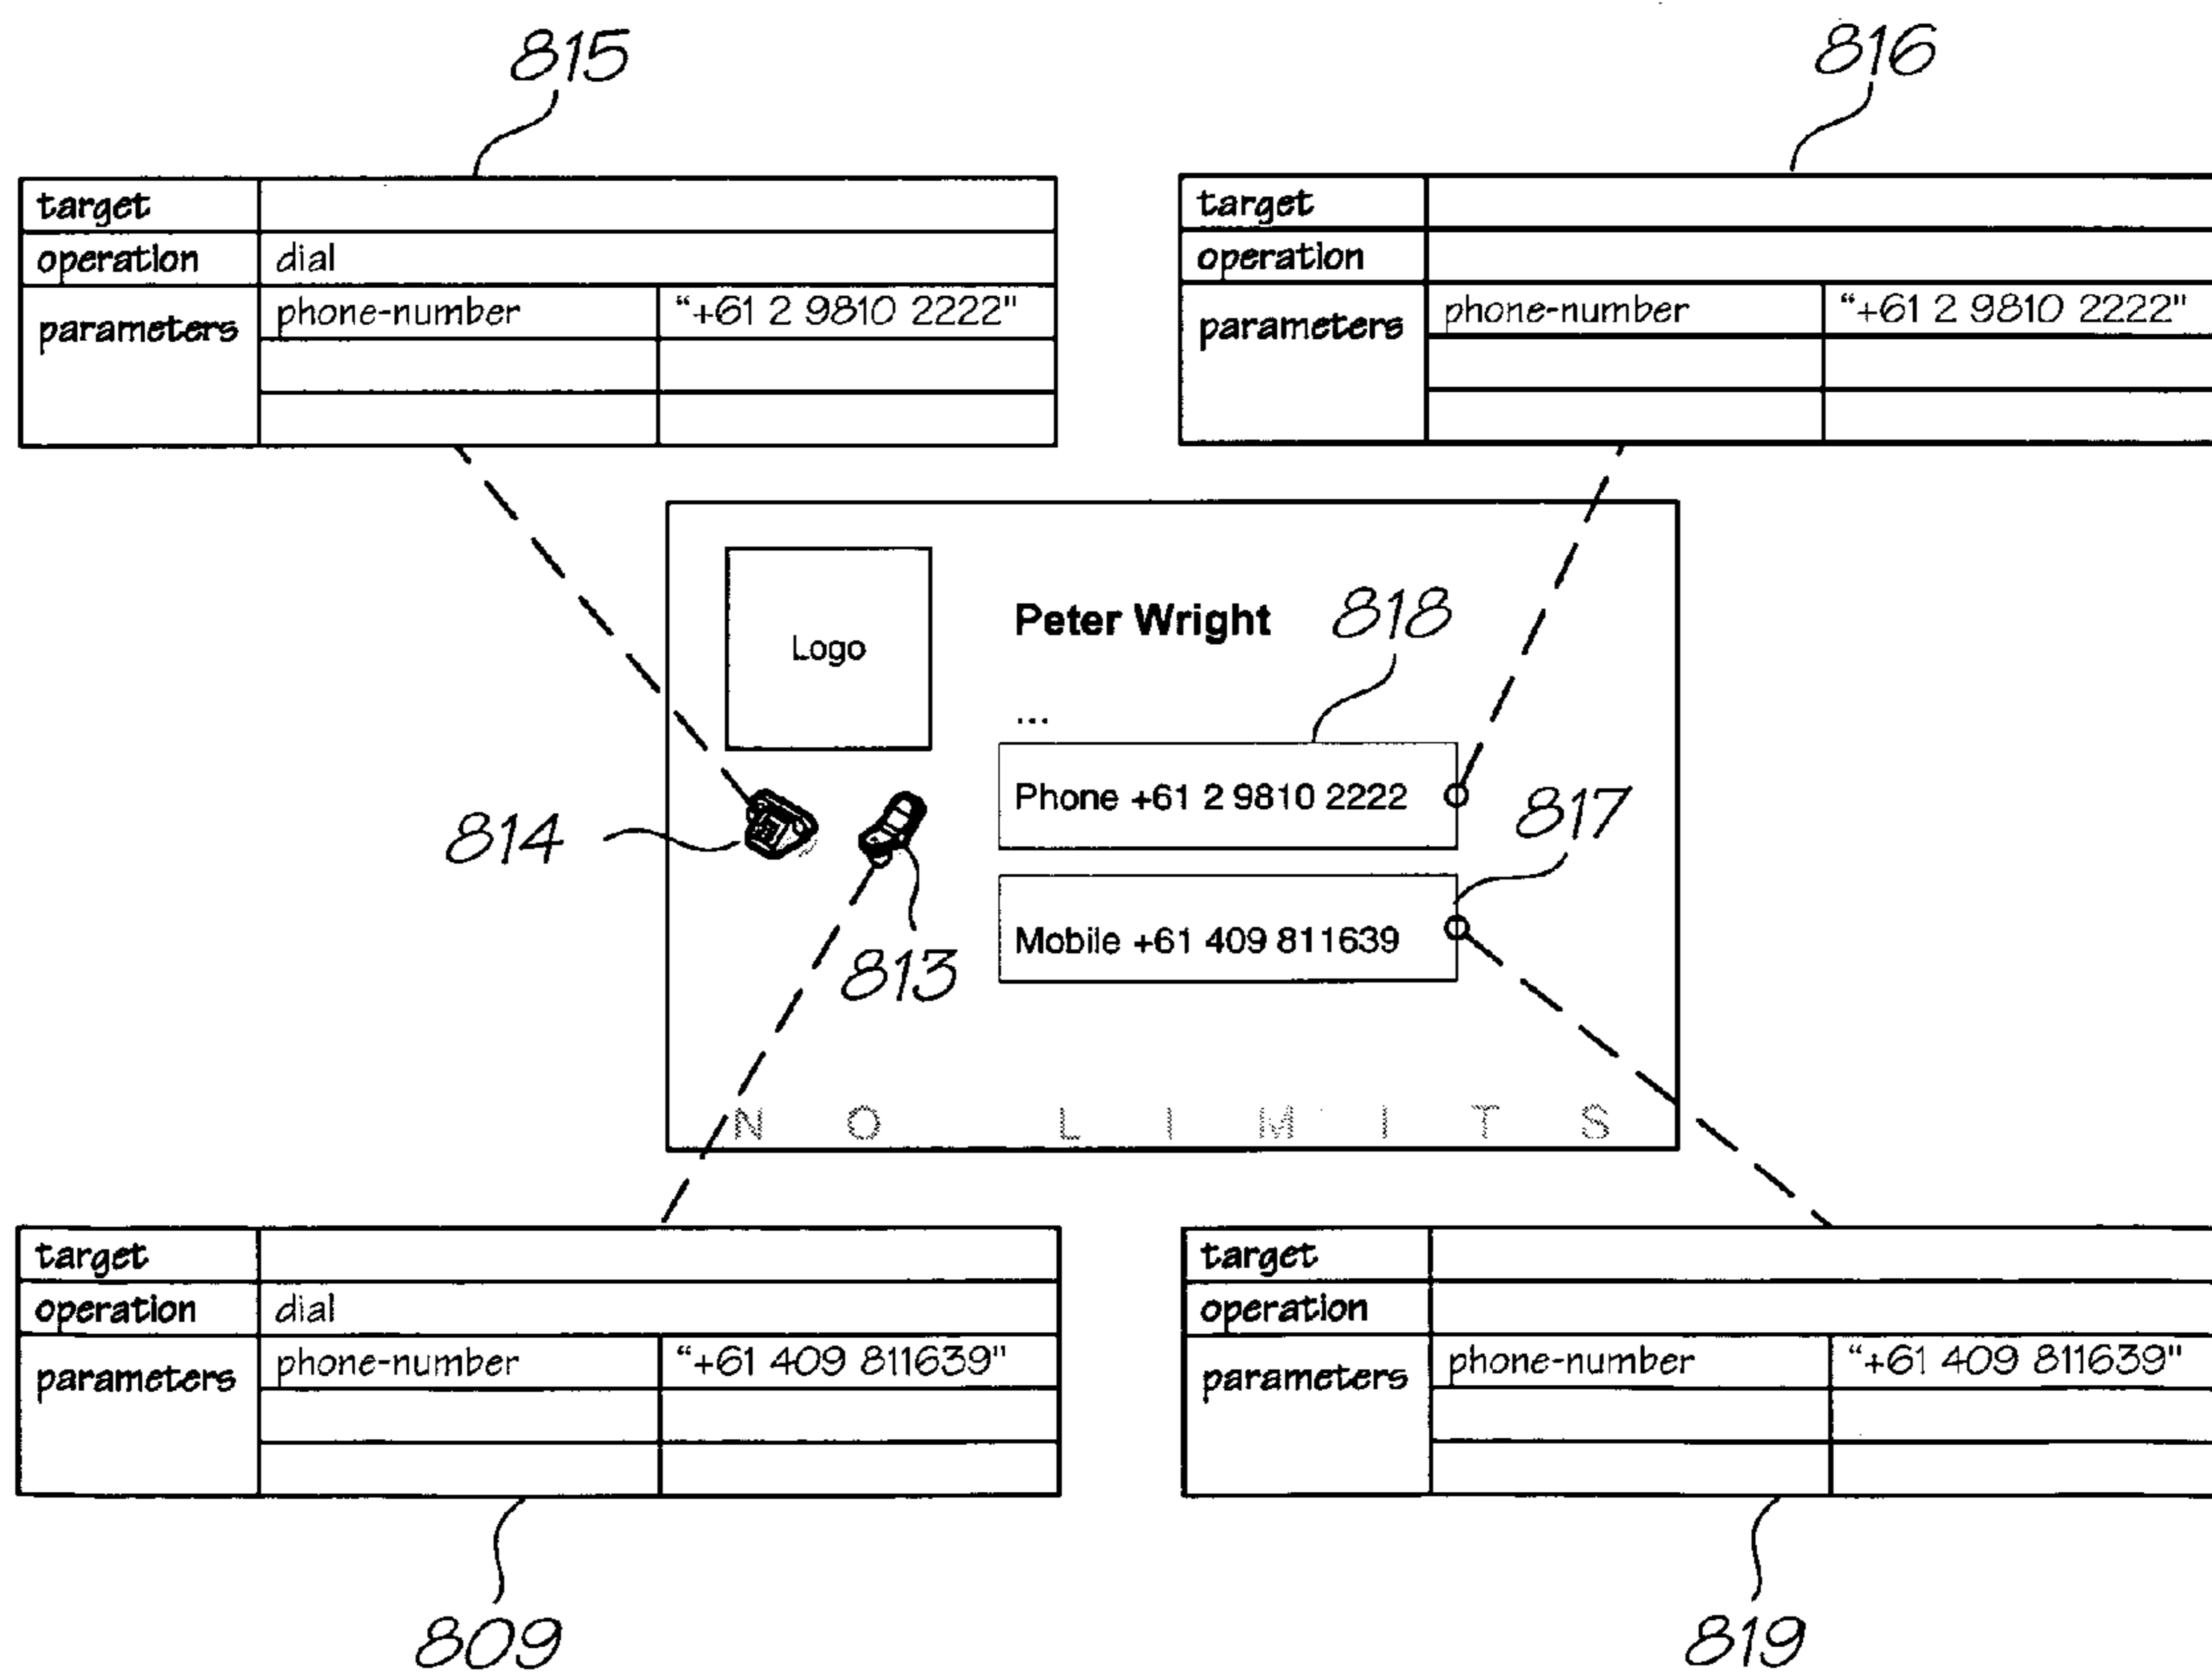 815
816
target
operation dial
parameters phone-number "+61 2 9810 2222"
target
operation
parameters phone-number "+61 2 9810 2222"
Logo
Peter Wright
818
...
Phone +61 2 9810 2222
817
814
Mobile +61 409 811639
813
N O L I M I T S
target
operation dial
parameters phone-number "+61 409 811639"
target
operation
parameters phone-number "+61 409 811639"
809
819